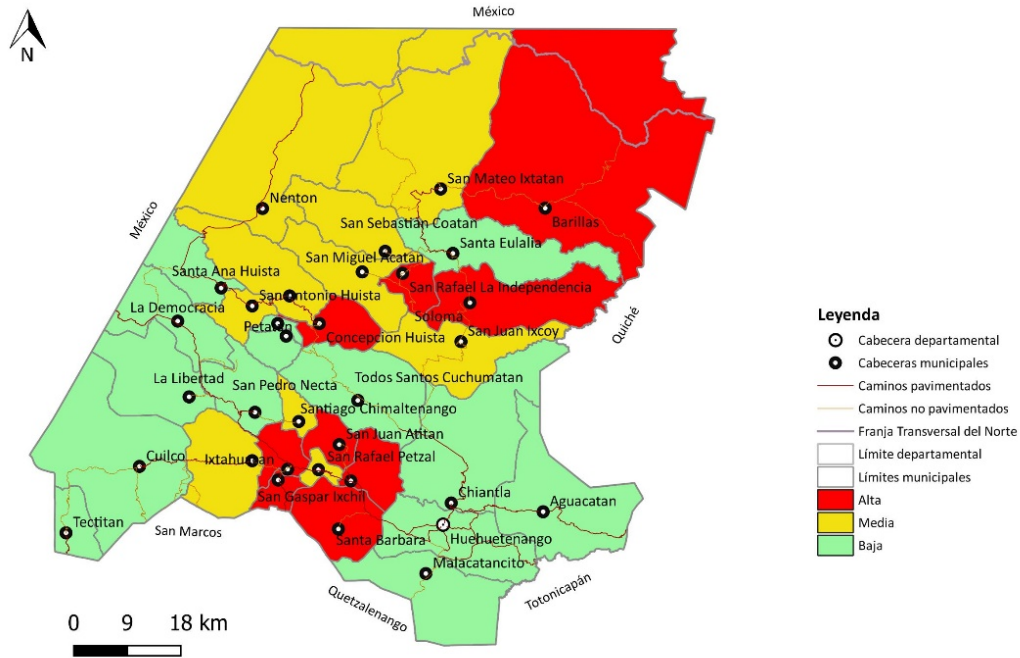 México
N
San Mateo Ixtatan
Nenton
Barillas
México
San Sebastián Coatan
Santa Eulalia
San Miguel Acatan
Santa Ana Huista
San Rafael La Independencia
San Antonio Huista
La Democracia
Soloma
Quiché
Petatan
Concepcion Huista
San Juan Ixcoy
La Libertad
San Pedro Necta
Todos Santos Cuchumatan
Santiago Chimaltenango
San Juan Atitan
Cuilco
Ixtahuacan
San Rafael Petzal
San Gaspar Ixchil
Chiantla
Aguacatan
Tectitan
San Marcos
Santa Barbara
Huehuetenango
Malacatancito
Quetzalenango
Totonicapán
0 9 18 km
Leyenda
Cabecera departamental
Cabeceras municipales
Caminos pavimentados
Caminos no pavimentados
Franja Transversal del Norte
Límite departamental
Límites municipales
Alta
Media
Baja